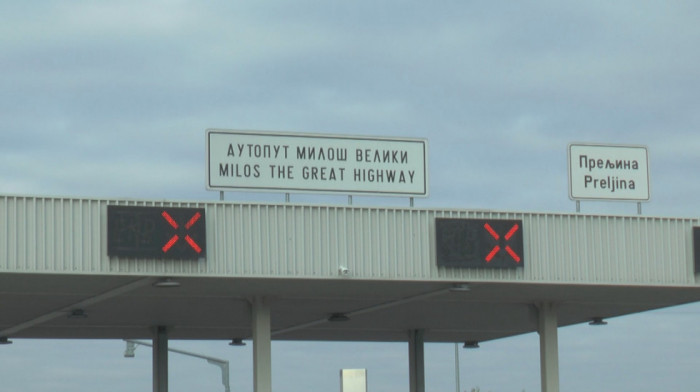 АУТОПУТ МИЛОШ ВЕЛИКИ
MILOS THE GREAT HIGHWAY
Прељина
Preljina